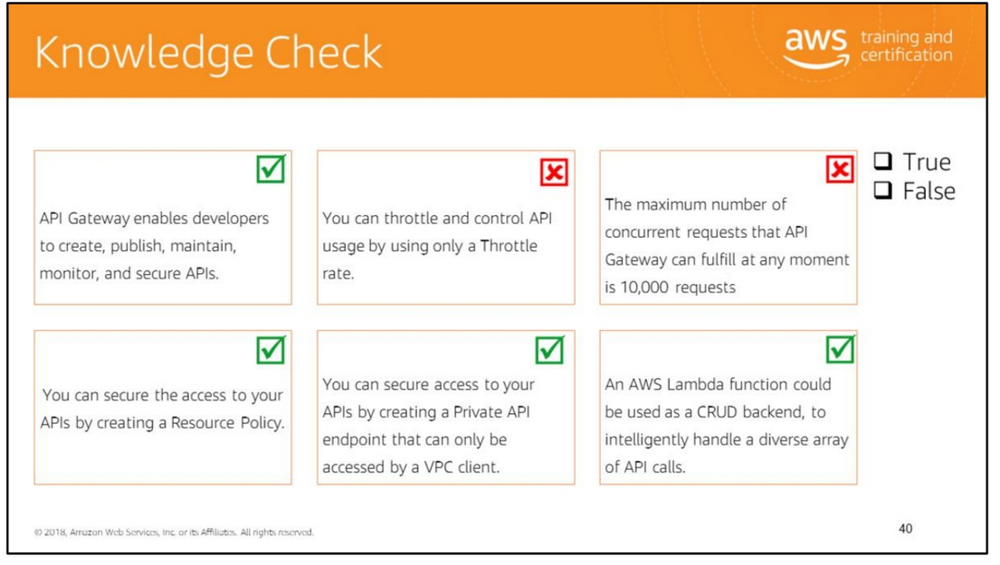 Knowledge Check
aws training and
certification
API Gateway enables developers
to create, publish, maintain,
monitor, and secure APIs.
You can throttle and control API
usage by using only a Throttle
rate.
The maximum number of
concurrent requests that API
Gateway can fulfill at any moment
is 10,000 requests
True
False
You can secure the access to your
APIs by creating a Resource Policy.
You can secure access to your
APIs by creating a Private API
endpoint that can only be
accessed by a VPC client.
An AWS Lambda function could
be used as a CRUD backend, to
intelligently handle a diverse array
of API calls.
© 2018, Amazon Web Services, Inc. or its Affiliates. All rights reserved.
40